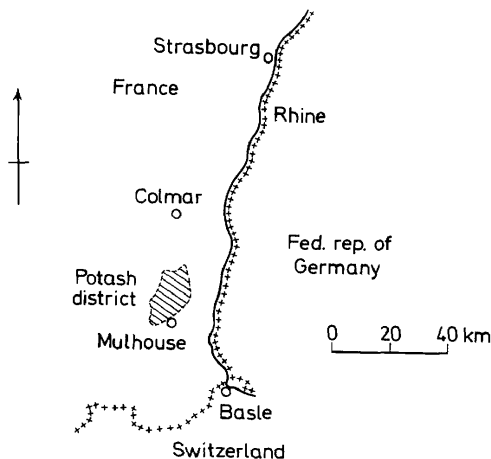 Strasbourg
France
Rhine
Colmar
Fed. rep. of
Germany
Potash
district
0 20 40 km
Mulhouse
Basle
Switzerland